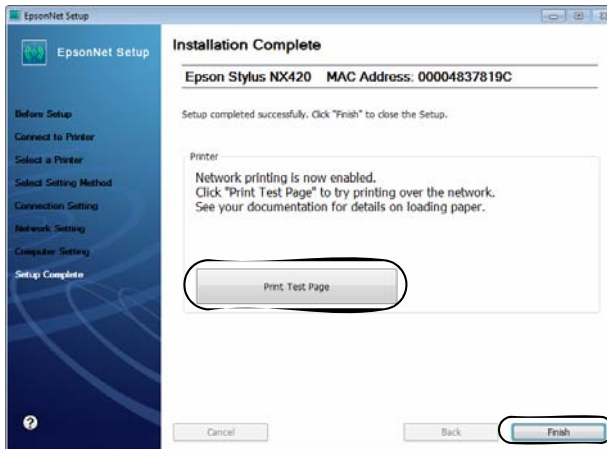 EpsonNet Setup
EpsonNet Setup
Before Setup
Connect to Printer
Select a Printer
Select Setting Method
Connection Setting
Network Setting
Computer Setting
Setup Complete
Installation Complete
Epson Stylus NX420 MAC Address: 00004837819C
Setup completed successfully. Click "Finish" to close the Setup.
Printer
Network printing is now enabled.
Click "Print Test Page" to try printing over the network.
See your documentation for details on loading paper.
Print Test Page
?
Cancel
Back
Finish